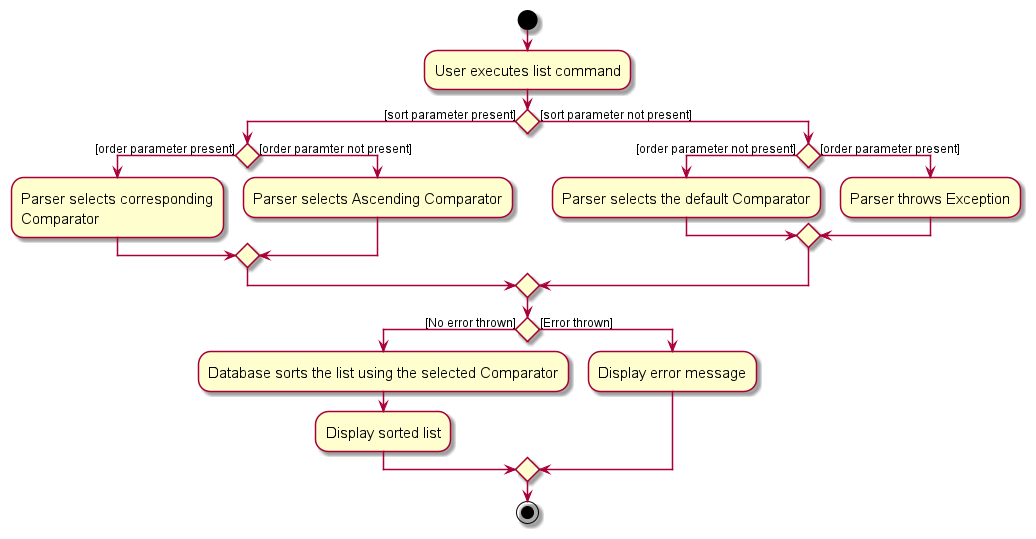 User executes list command
[sort parameter present]
[sort parameter not present]
[order parameter present]
[order paramter not present]
[order parameter not present]
[order parameter present]
Parser selects corresponding
Comparator
Parser selects Ascending Comparator
Parser selects the default Comparator
Parser throws Exception
[No error thrown]
[Error thrown]
Database sorts the list using the selected Comparator
Display error message
Display sorted list